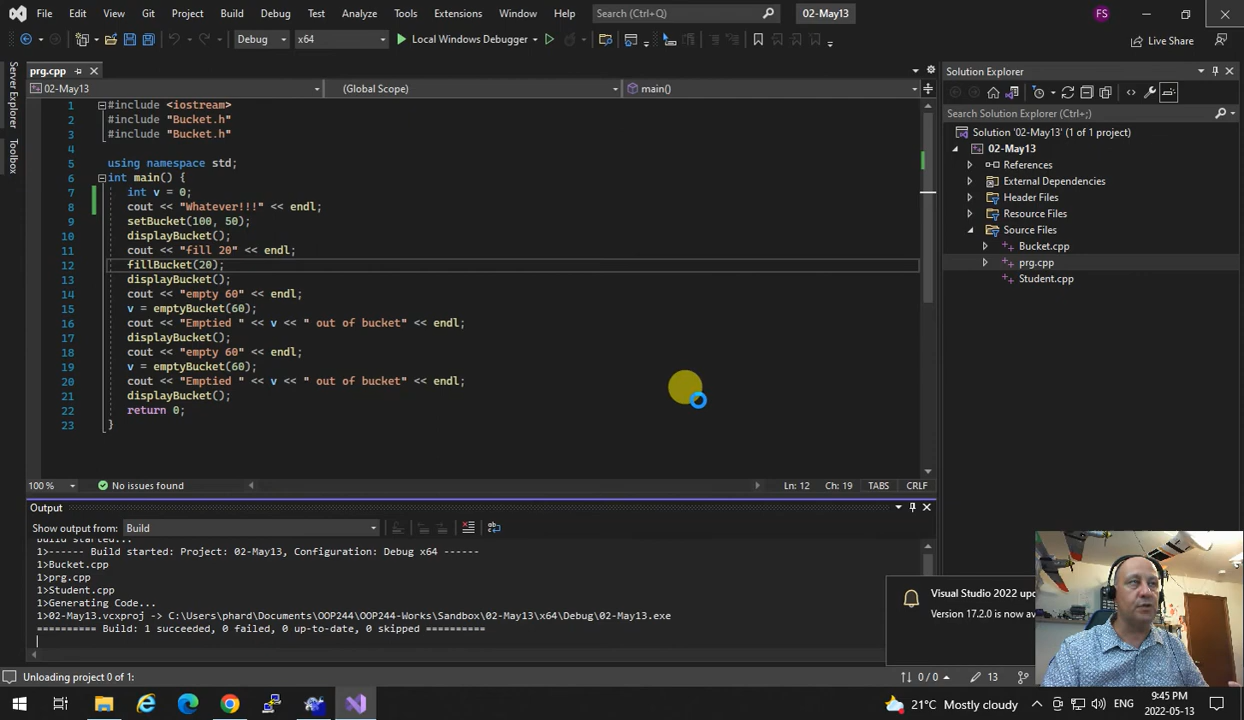 File Edit View Git Project Build Debug Test Analyze Tools Extensions Window Help Search (Ctrl+Q) 02-May13 FS
Debug x64 Local Windows Debugger Live Share
prg.cpp
Solution Explorer
02-May13 (Global Scope) main()
Server Explorer
Toolbox
Search Solution Explorer (Ctrl+;)
Solution '02-May13' (1 of 1 project)
02-May13
References
External Dependencies
Header Files
Resource Files
Source Files
Bucket.cpp
prg.cpp
Student.cpp
1 #include <iostream>
2 #include "Bucket.h"
3 #include "Bucket.h"
4
5 using namespace std;
6 int main() {
7 int v = 0;
8 cout << "Whatever!!!" << endl;
9 setBucket(100, 50);
10 displayBucket();
11 cout << "fill 20" << endl;
12 fillBucket(20);
13 displayBucket();
14 cout << "empty 60" << endl;
15 v = emptyBucket(60);
16 cout << "Emptied " << v << " out of bucket" << endl;
17 displayBucket();
18 cout << "empty 60" << endl;
19 v = emptyBucket(60);
20 cout << "Emptied " << v << " out of bucket" << endl;
21 displayBucket();
22 return 0;
23 }
100 % No issues found Ln: 12 Ch: 19 TABS CRLF
Output
Show output from: Build
Build started...
1>------ Build started: Project: 02-May13, Configuration: Debug x64 ------
1>Bucket.cpp
1>prg.cpp
1>Student.cpp
1>Generating Code...
1>02-May13.vcxproj -> C:\Users\phard\Documents\OOP244\OOP244-Works\Sandbox\02-May13\x64\Debug\02-May13.exe
========== Build: 1 succeeded, 0 failed, 0 up-to-date, 0 skipped ==========
Visual Studio 2022 upd
Version 17.2.0 is now av
Unloading project 0 of 1: 0 / 0 13
21°C Mostly cloudy ENG 9:45 PM
2022-05-13